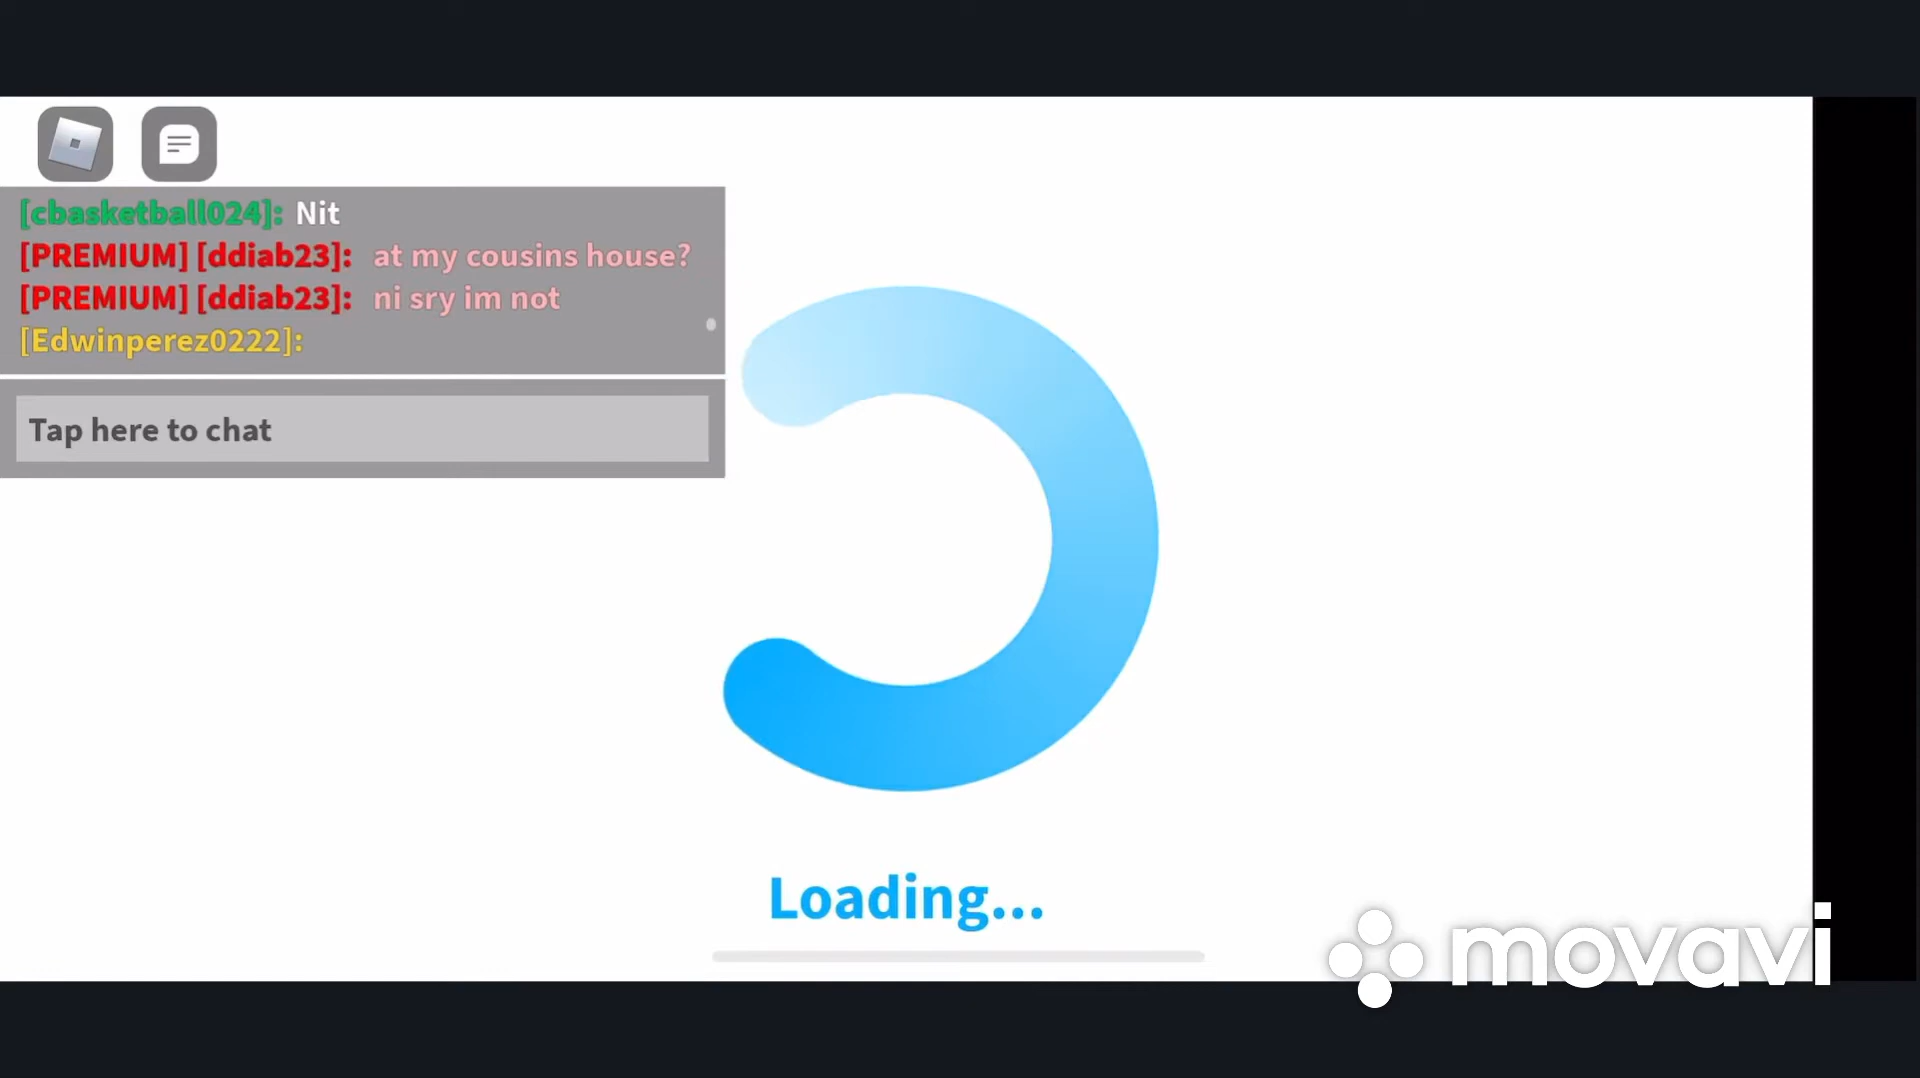 [cbasketball024]: Nit
[PREMIUM] [ddiab23]: at my cousins house?
[PREMIUM] [ddiab23]: ni sry im not
[Edwinperez0222]:
Tap here to chat
Loading...
movavi